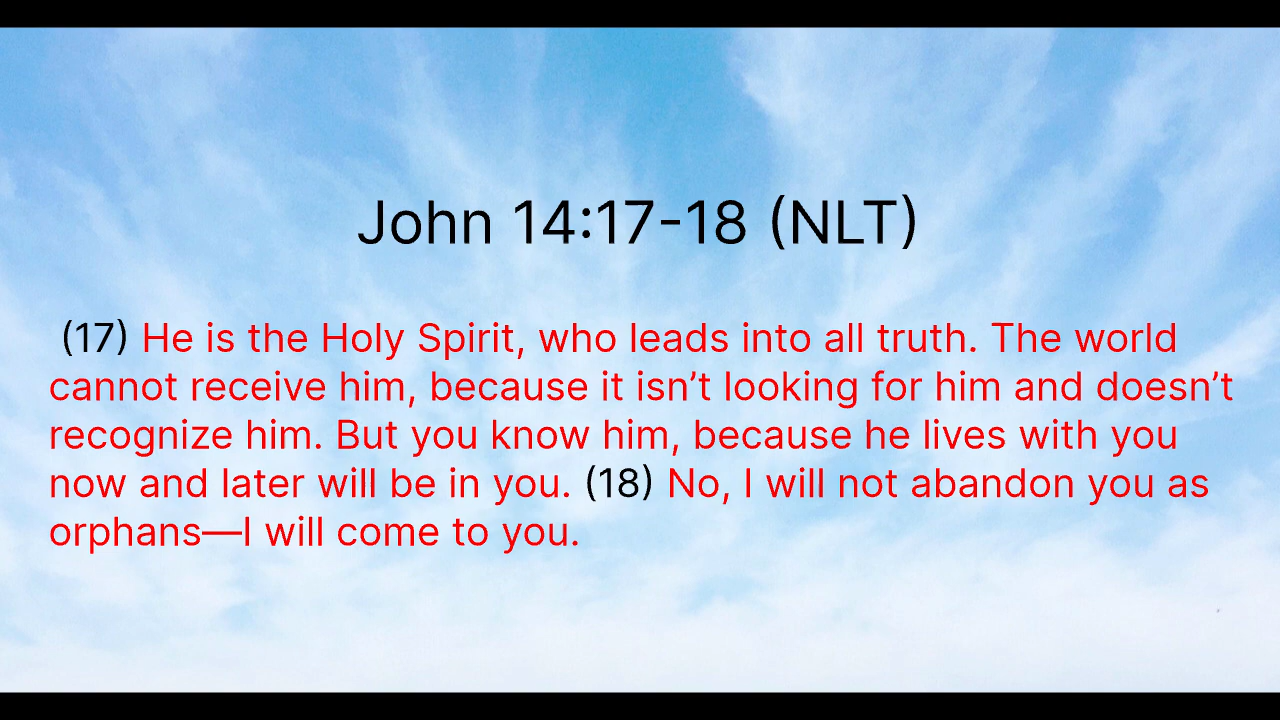 John 14:17-18 (NLT)
(17) He is the Holy Spirit, who leads into all truth. The world
cannot receive him, because it isn’t looking for him and doesn’t
recognize him. But you know him, because he lives with you
now and later will be in you. (18) No, I will not abandon you as
orphans—I will come to you.